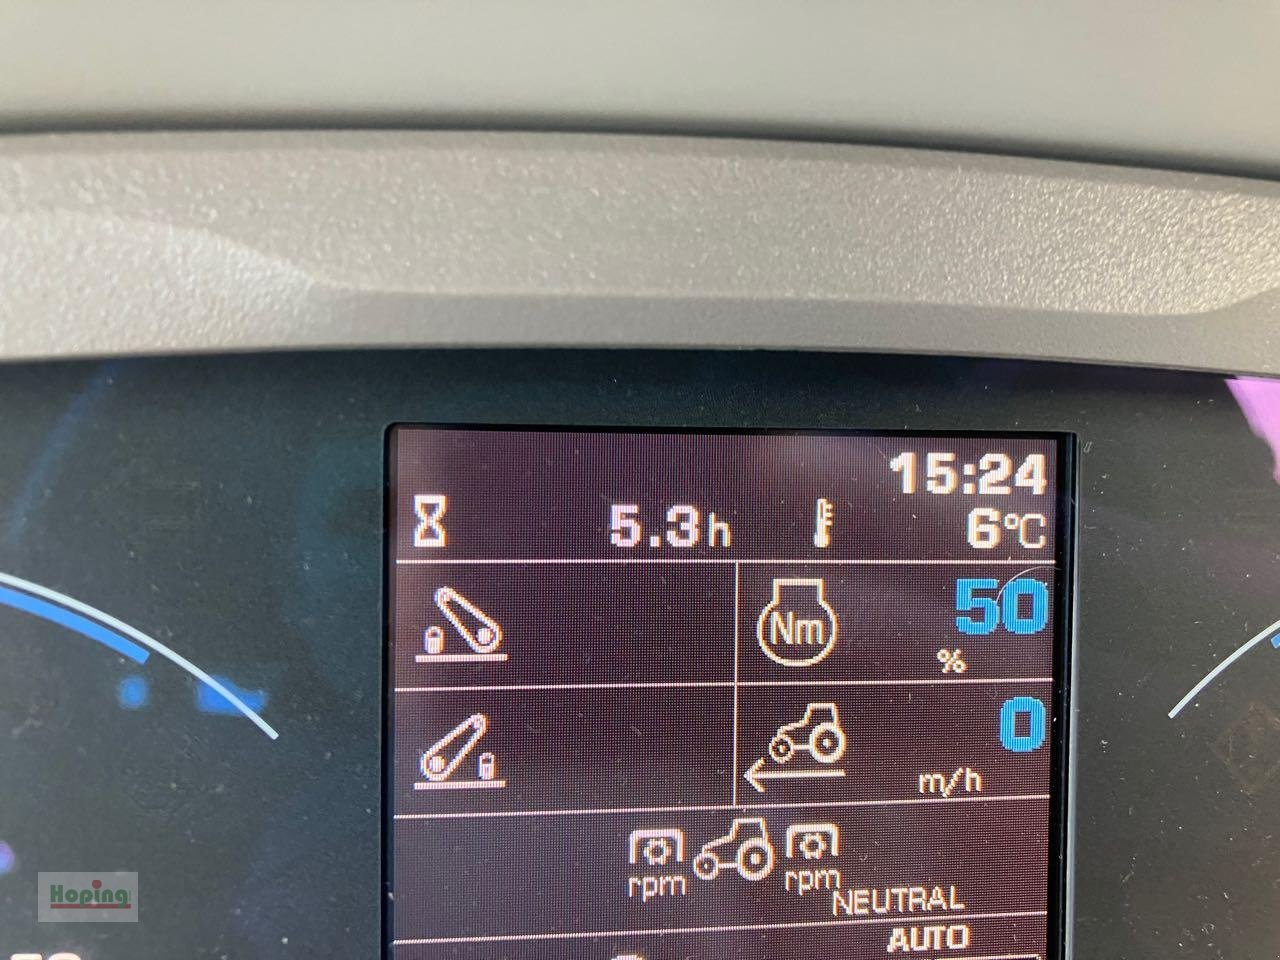 15:24
5.3h 6°C
Nm 50
%
0
m/h
rpm rpm
NEUTRAL
AUTO
Hoping